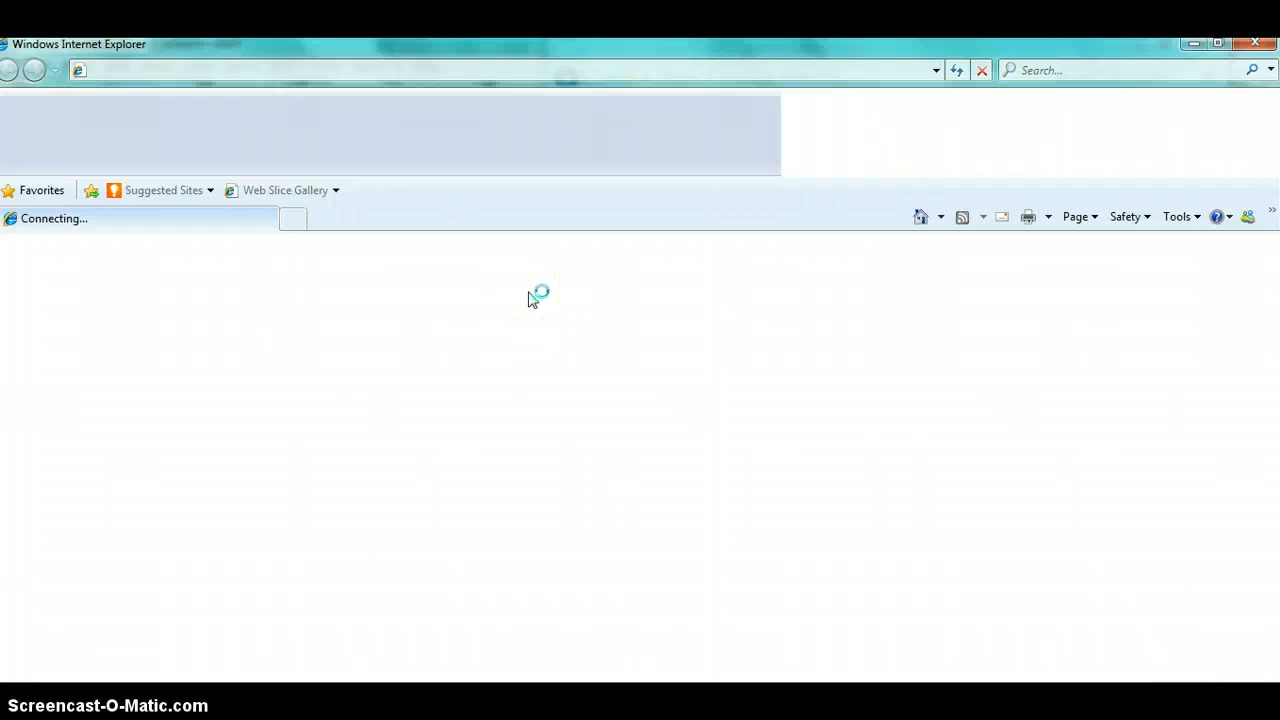 Windows Internet Explorer
Search...
Favorites Suggested Sites Web Slice Gallery
Connecting... Page Safety Tools
Screencast-O-Matic.com